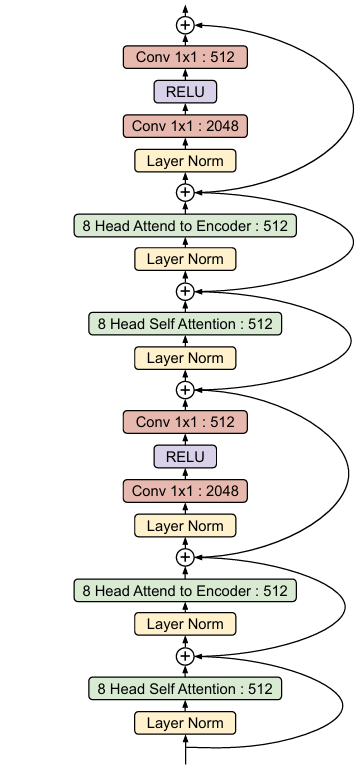 +
Conv 1x1 : 512
RELU
Conv 1x1 : 2048
Layer Norm
+
8 Head Attend to Encoder : 512
Layer Norm
+
8 Head Self Attention : 512
Layer Norm
+
Conv 1x1 : 512
RELU
Conv 1x1 : 2048
Layer Norm
+
8 Head Attend to Encoder : 512
Layer Norm
+
8 Head Self Attention : 512
Layer Norm